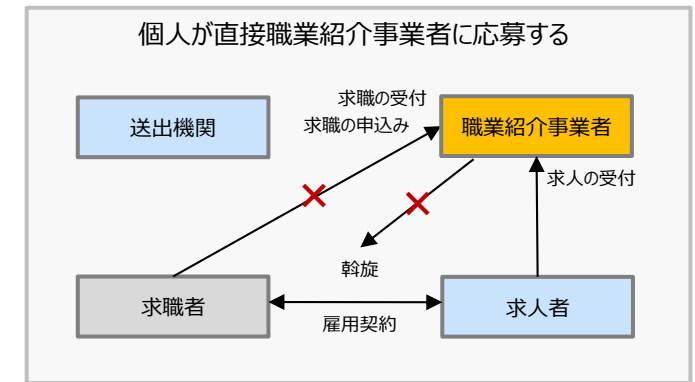 個人が直接職業紹介事業者に応募する
送出機関
求職の受付
求職の申込み
職業紹介事業者
求人の受付
斡旋
求職者
雇用契約
求人者